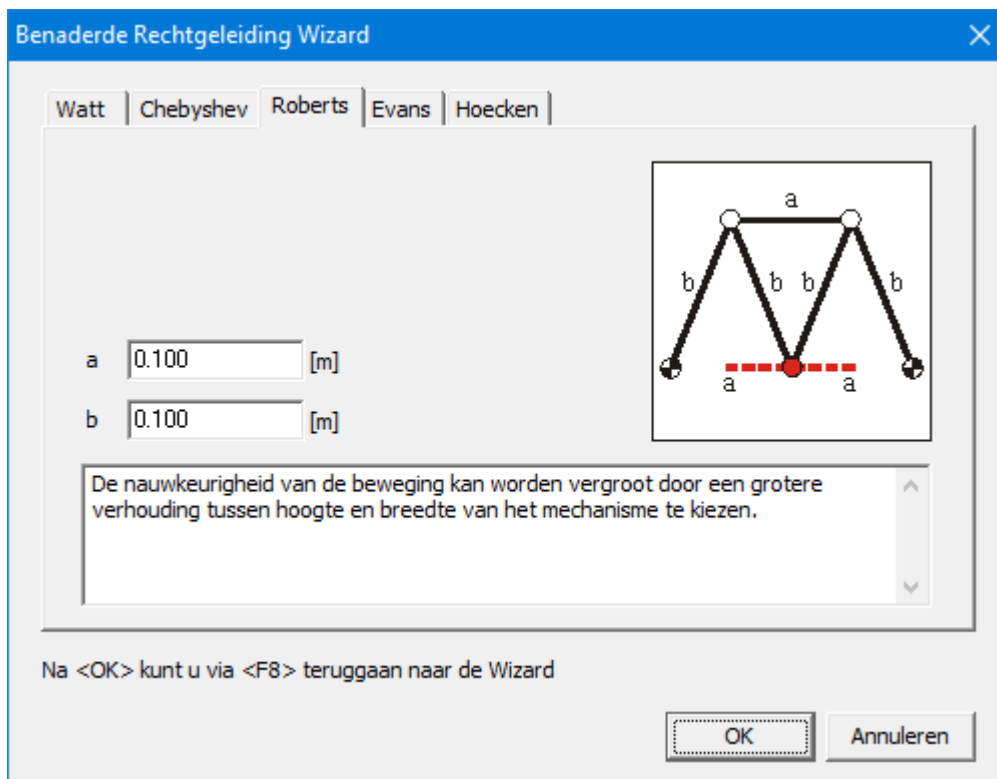 Benaderde Rechtgeleiding Wizard
Watt Chebyshev Roberts Evans Hoecken
a
b b b b
a a
a 0.100 [m]
b 0.100 [m]
De nauwkeurigheid van de beweging kan worden vergroot door een grotere
verhouding tussen hoogte en breedte van het mechanisme te kiezen.
Na <OK> kunt u via <F8> teruggaan naar de Wizard
OK Annuleren